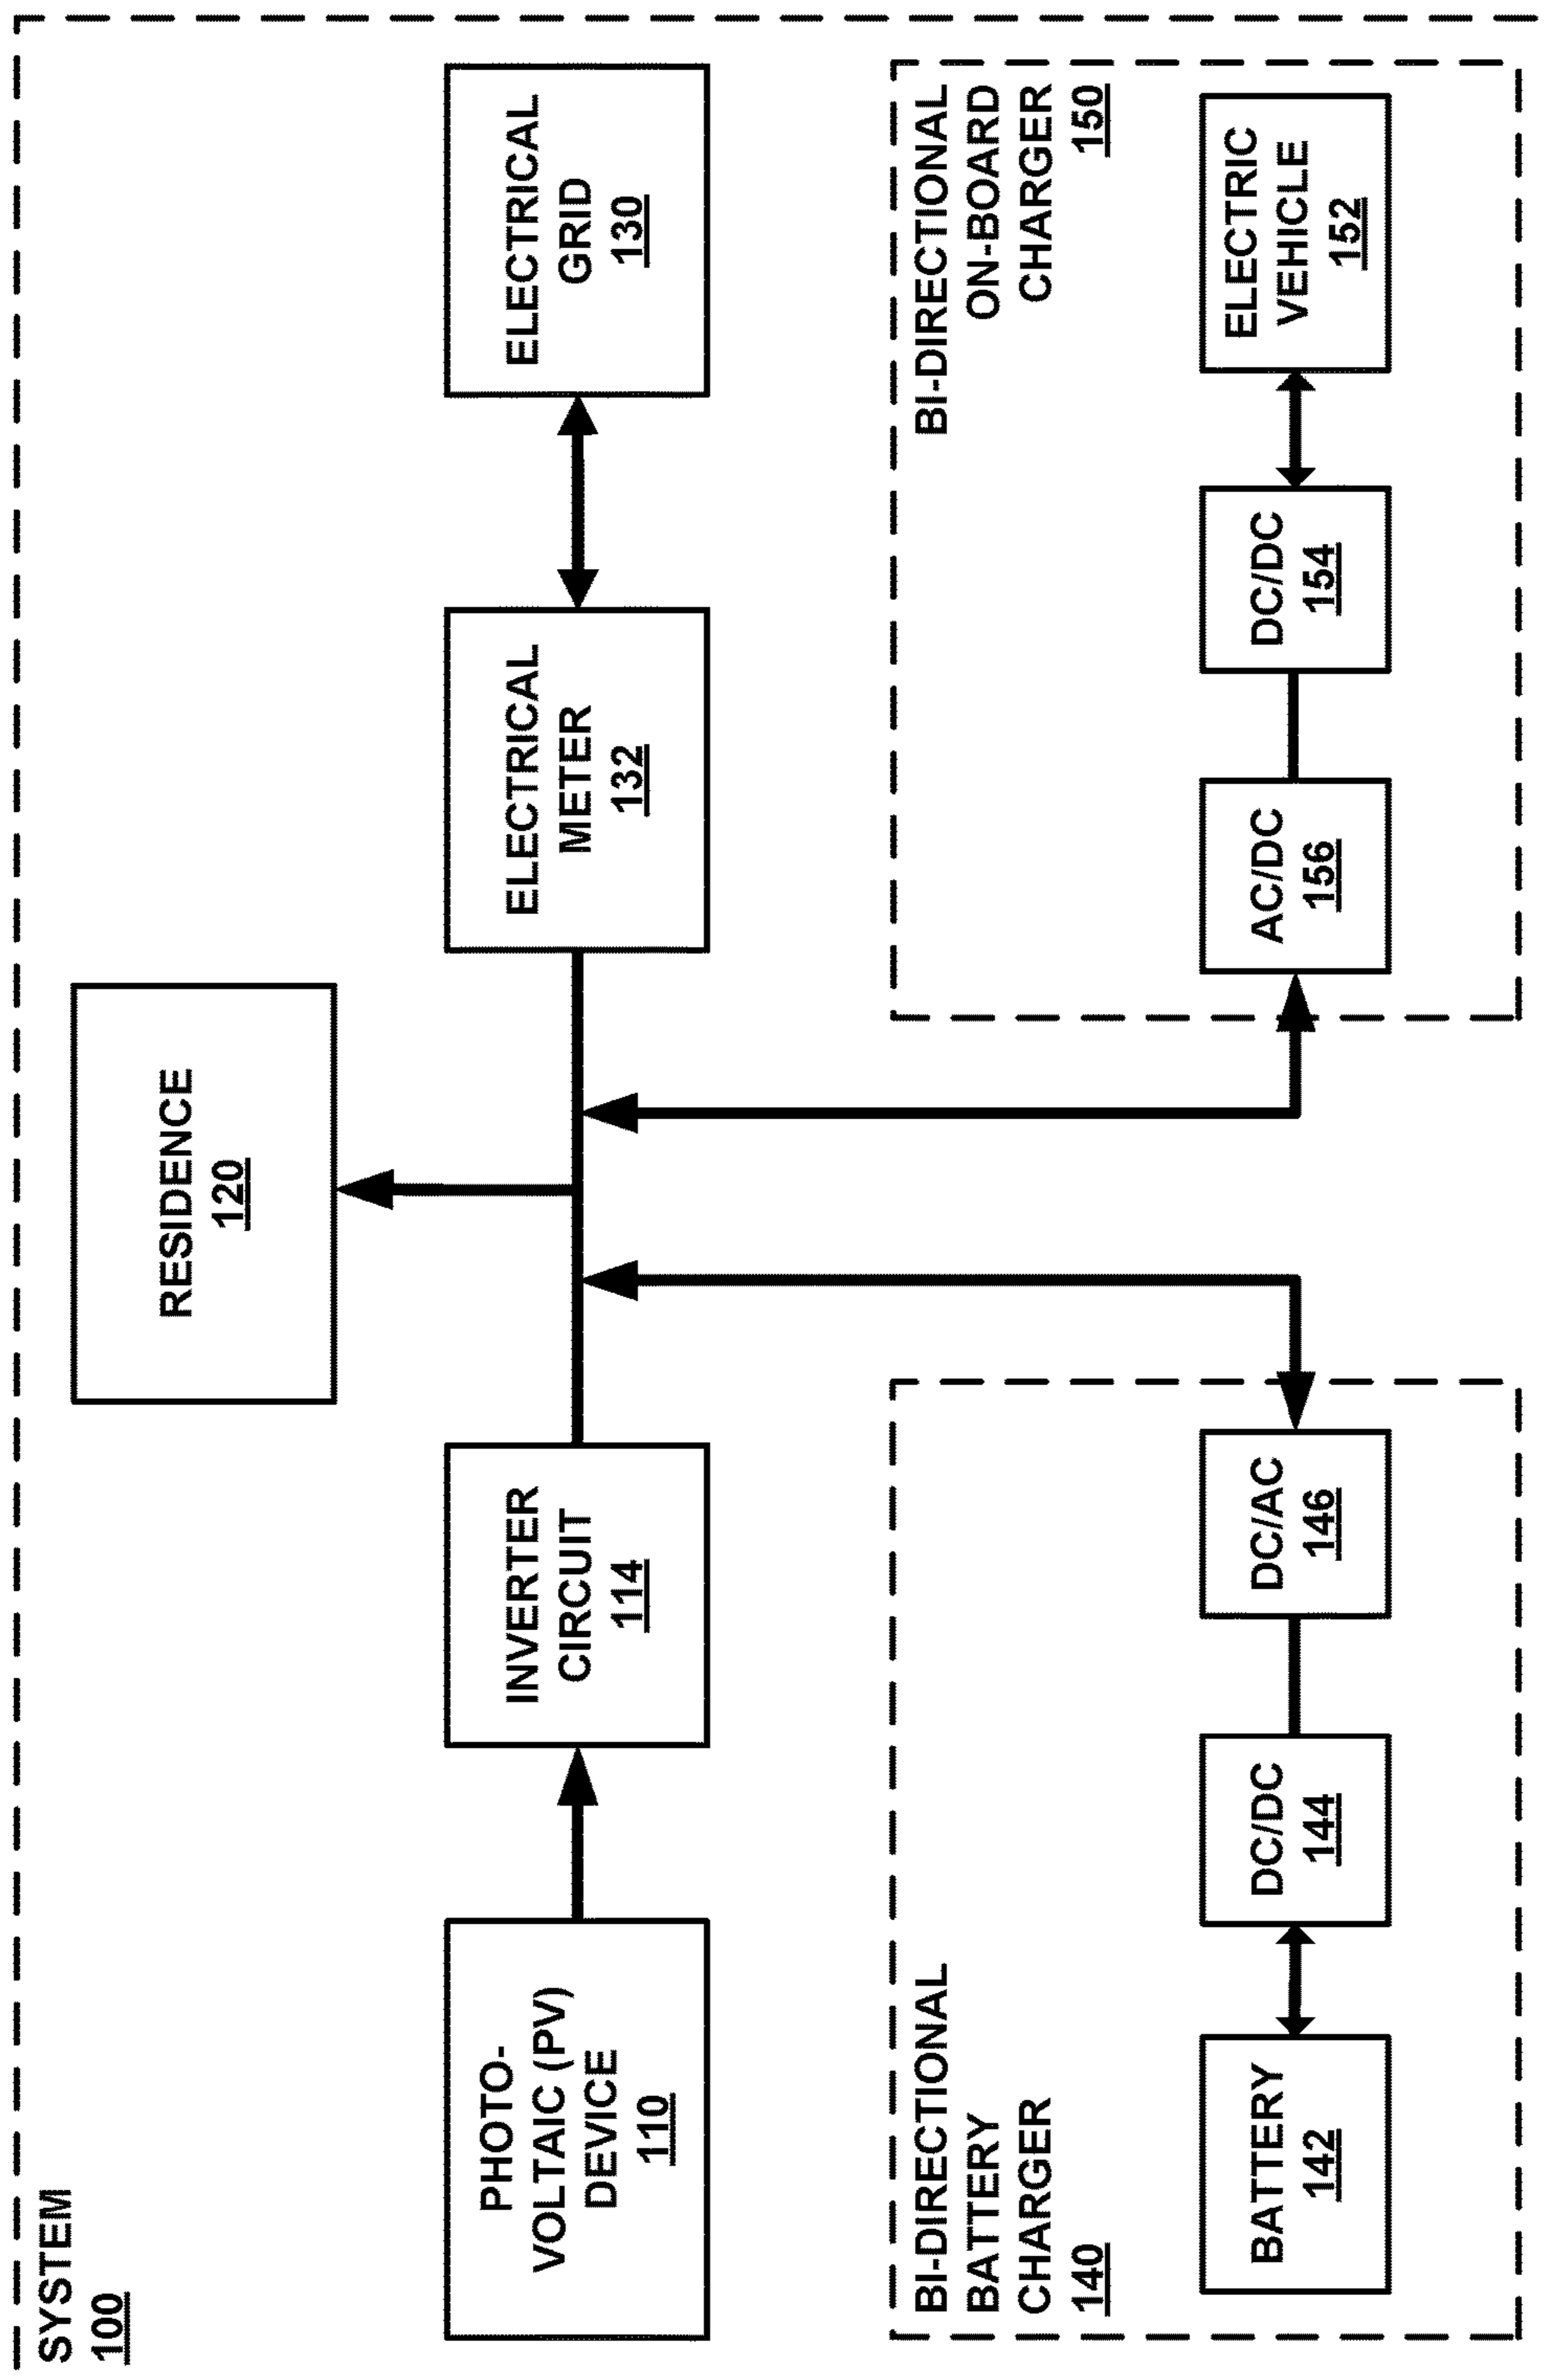 SYSTEM
100
RESIDENCE
120
PHOTO-
VOLTAIC (PV)
DEVICE
110
INVERTER
CIRCUIT
114
ELECTRICAL
METER
132
ELECTRICAL
GRID
130
BI-DIRECTIONAL
BATTERY
CHARGER
140
BATTERY
142
DC/DC
144
DC/AC
146
BI-DIRECTIONAL
ON-BOARD
CHARGER
150
AC/DC
156
DC/DC
154
ELECTRIC
VEHICLE
152